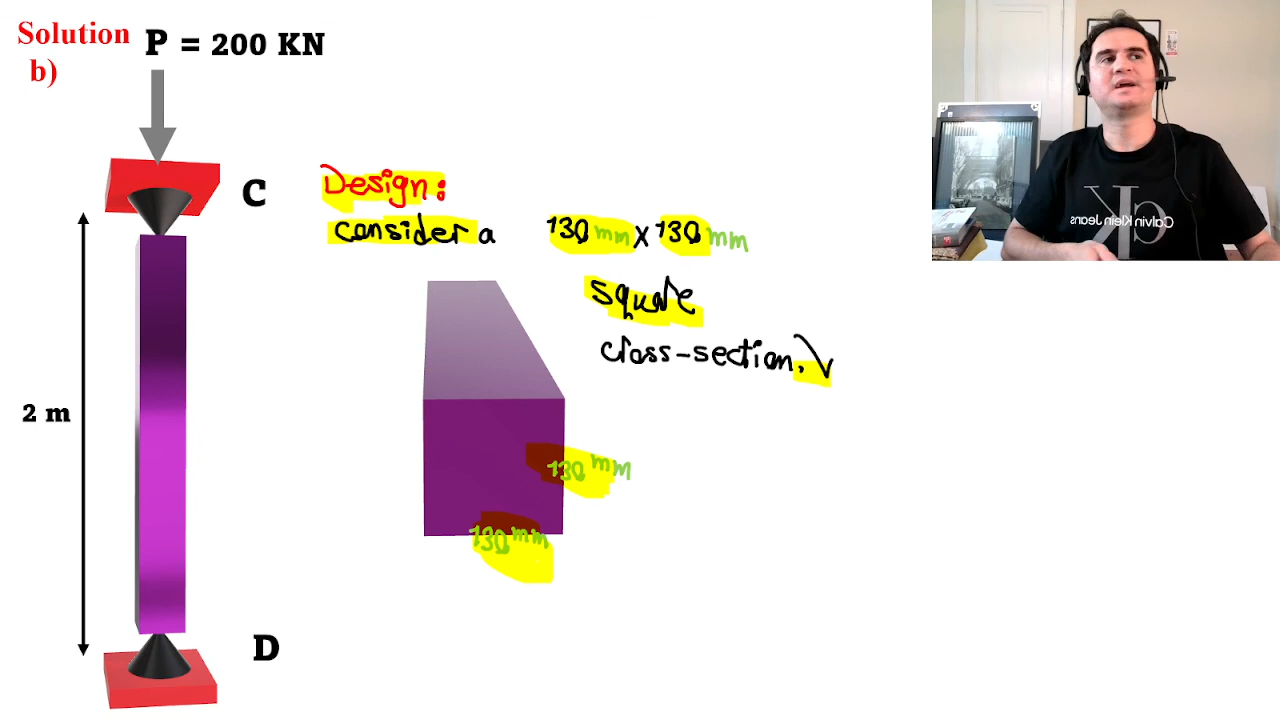 Solution
b)
P = 200 KN
C
2 m
D
Design:
consider a 130 mm x 130 mm
square
cross-section.
130 mm
130 mm
CK
Calvin Klein Jeans